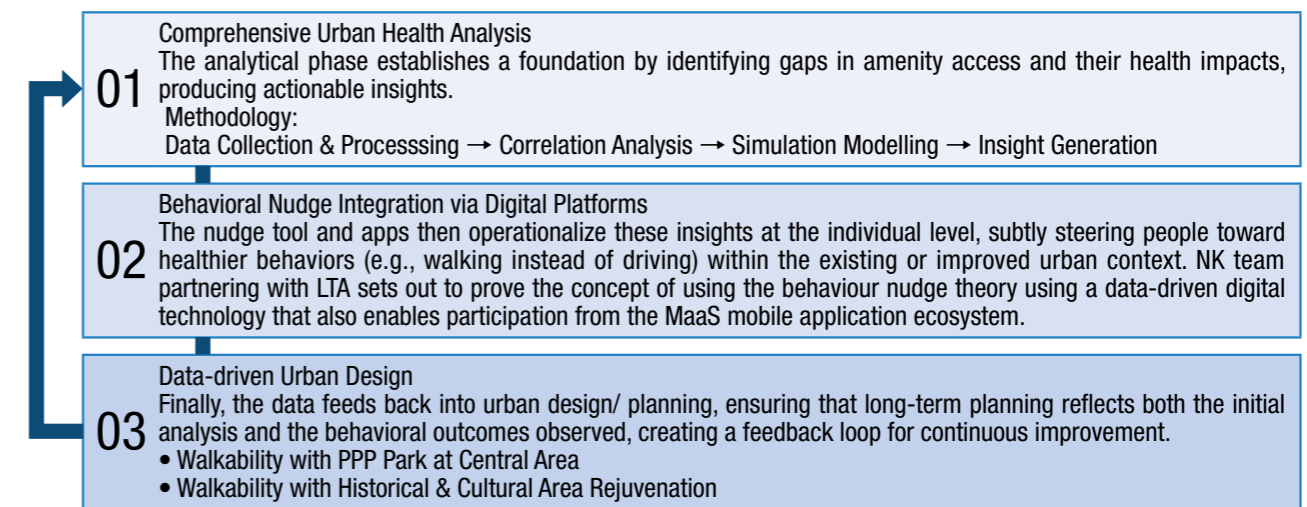 01
Comprehensive Urban Health Analysis
The analytical phase establishes a foundation by identifying gaps in amenity access and their health impacts,
producing actionable insights.
Methodology:
Data Collection & Processsing → Correlation Analysis → Simulation Modelling → Insight Generation
02
Behavioral Nudge Integration via Digital Platforms
The nudge tool and apps then operationalize these insights at the individual level, subtly steering people toward
healthier behaviors (e.g., walking instead of driving) within the existing or improved urban context. NK team
partnering with LTA sets out to prove the concept of using the behaviour nudge theory using a data-driven digital
technology that also enables participation from the MaaS mobile application ecosystem.
03
Data-driven Urban Design
Finally, the data feeds back into urban design/ planning, ensuring that long-term planning reflects both the initial
analysis and the behavioral outcomes observed, creating a feedback loop for continuous improvement.
• Walkability with PPP Park at Central Area
• Walkability with Historical & Cultural Area Rejuvenation